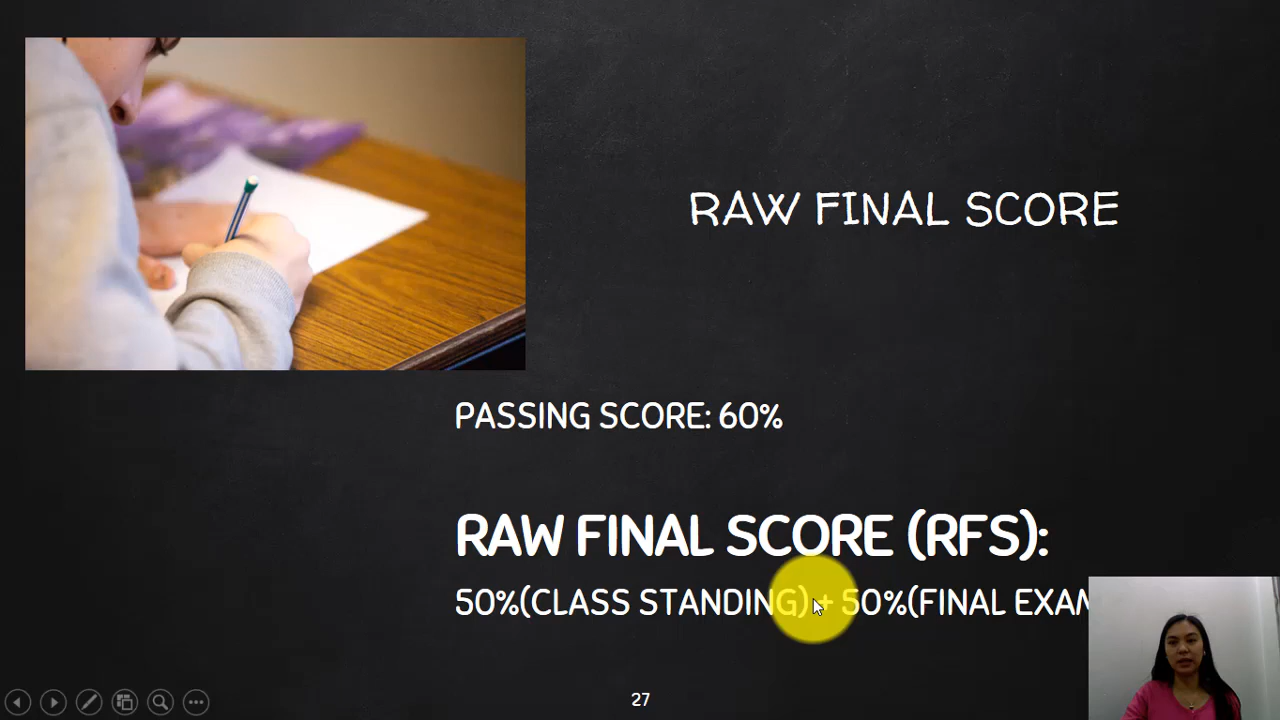 RAW FINAL SCORE
PASSING SCORE: 60%
RAW FINAL SCORE (RFS):
50%(CLASS STANDING) + 50%(FINAL EXAM
27